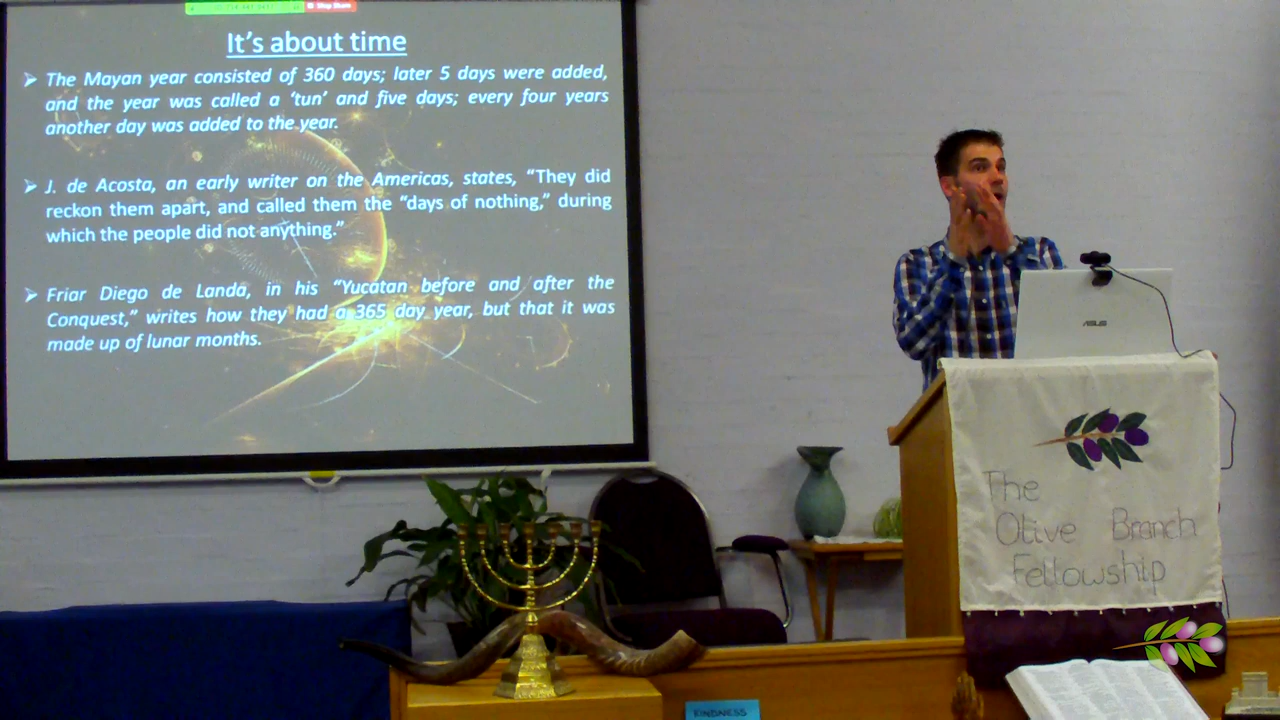 Stop Share
It's about time
➢ The Mayan year consisted of 360 days; later 5 days were added,
and the year was called a 'tun' and five days; every four years
another day was added to the year.
➢ J. de Acosta, an early writer on the Americas, states, "They did
reckon them apart, and called them the "days of nothing," during
which the people did not anything."
➢ Friar Diego de Landa, in his "Yucatan before and after the
Conquest," writes how they had a 365 day year, but that it was
made up of lunar months.
ASUS
The
Olive Branch
Fellowship
KINDNESS